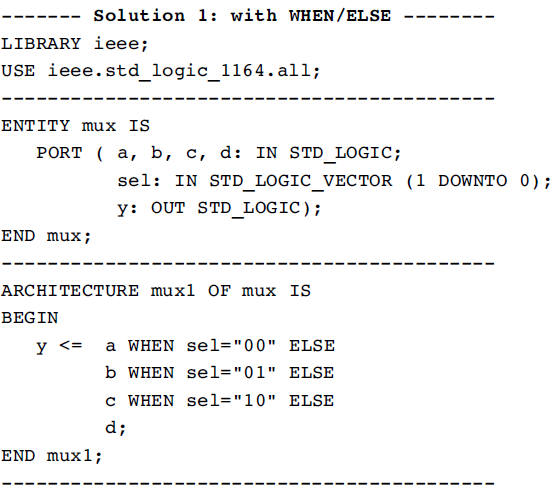 ------- Solution 1: with WHEN/ELSE --------
LIBRARY ieee;
USE ieee.std_logic_1164.all;
-------------------------------------------
ENTITY mux IS
   PORT ( a, b, c, d: IN STD_LOGIC;
          sel: IN STD_LOGIC_VECTOR (1 DOWNTO 0);
          y: OUT STD_LOGIC);
END mux;
-------------------------------------------
ARCHITECTURE mux1 OF mux IS
BEGIN
   y <=  a WHEN sel="00" ELSE
         b WHEN sel="01" ELSE
         c WHEN sel="10" ELSE
         d;
END mux1;
-------------------------------------------